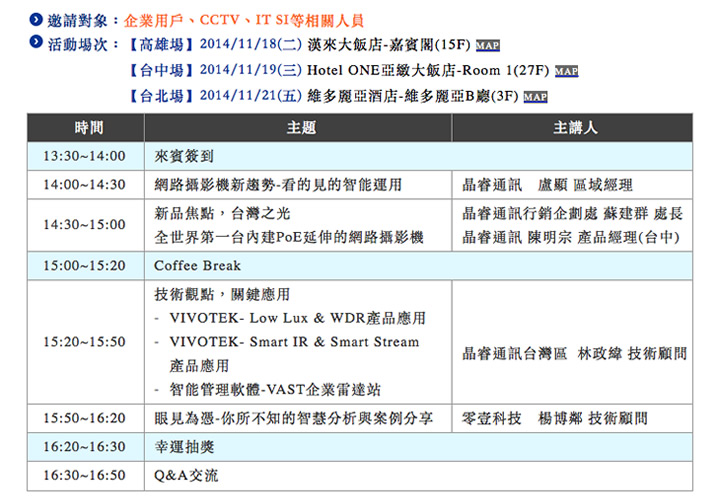 邀請對象：企業用戶、CCTV、IT SI等相關人員
活動場次：【高雄場】2014/11/18(二) 漢來大飯店-嘉賓閣(15F) MAP
【台中場】2014/11/19(三) Hotel ONE亞緻大飯店-Room 1(27F) MAP
【台北場】2014/11/21(五) 維多麗亞酒店-維多麗亞B廳(3F) MAP
時間 主題 主講人
13:30~14:00 來賓簽到
14:00~14:30 網路攝影機新趨勢-看的見的智能運用 晶睿通訊 盧顯 區域經理
14:30~15:00
新品焦點，台灣之光
全世界第一台內建PoE延伸的網路攝影機
晶睿通訊行銷企劃處 蘇建群 處長
晶睿通訊 陳明宗 產品經理(台中)
15:00~15:20 Coffee Break
15:20~15:50
技術觀點，關鍵應用
- VIVOTEK- Low Lux & WDR產品應用
- VIVOTEK- Smart IR & Smart Stream
產品應用
- 智能管理軟體-VAST企業雷達站
晶睿通訊台灣區 林政緯 技術顧問
15:50~16:20 眼見為憑-你所不知的智慧分析與案例分享 零壹科技 楊博鄰 技術顧問
16:20~16:30 幸運抽獎
16:30~16:50 Q&A交流